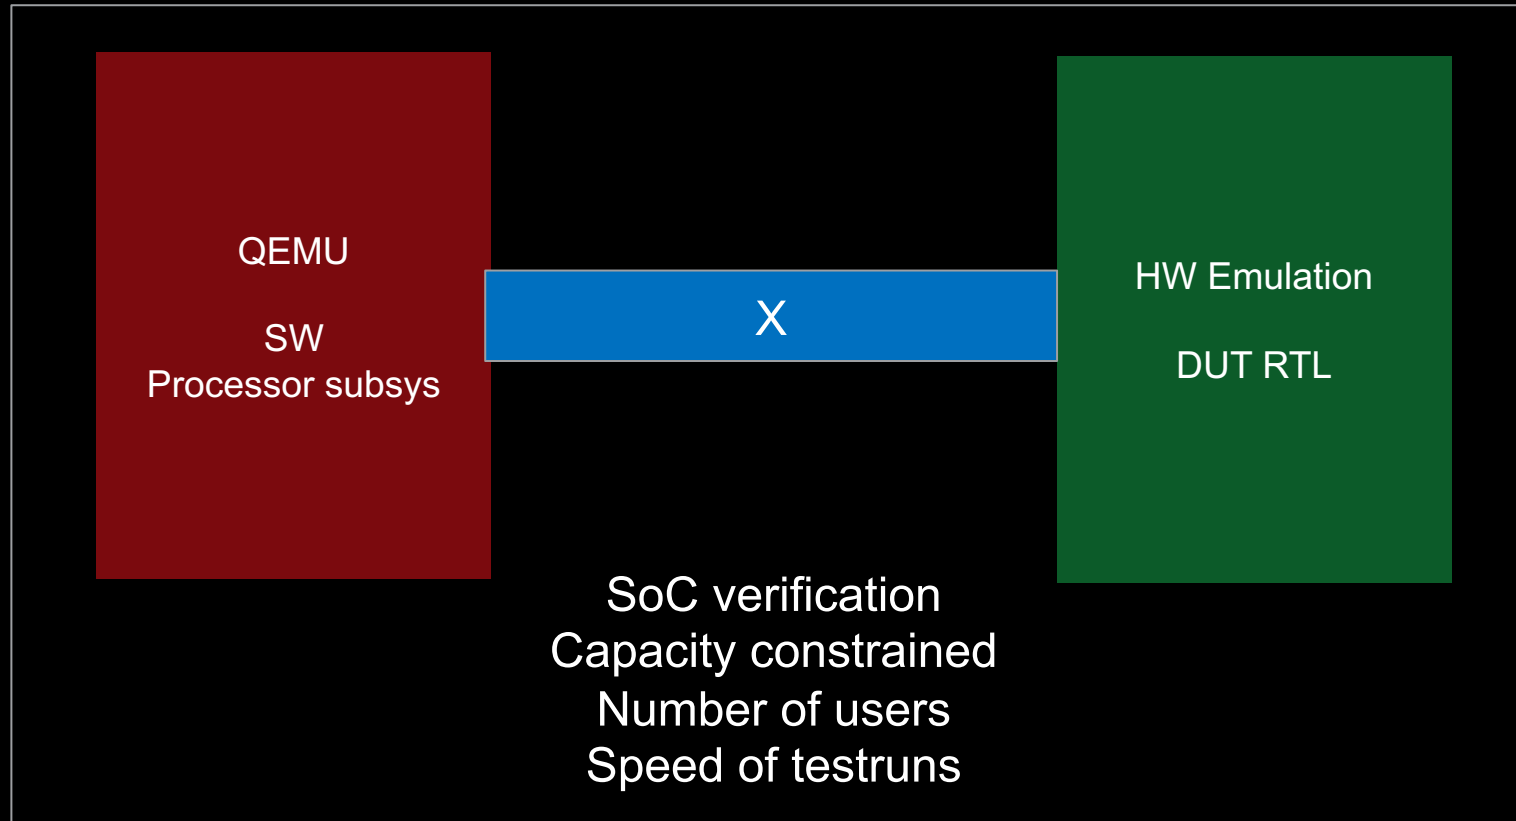 QEMU
SW
Processor subsys
X
HW Emulation
DUT RTL
SoC verification
Capacity constrained
Number of users
Speed of testruns